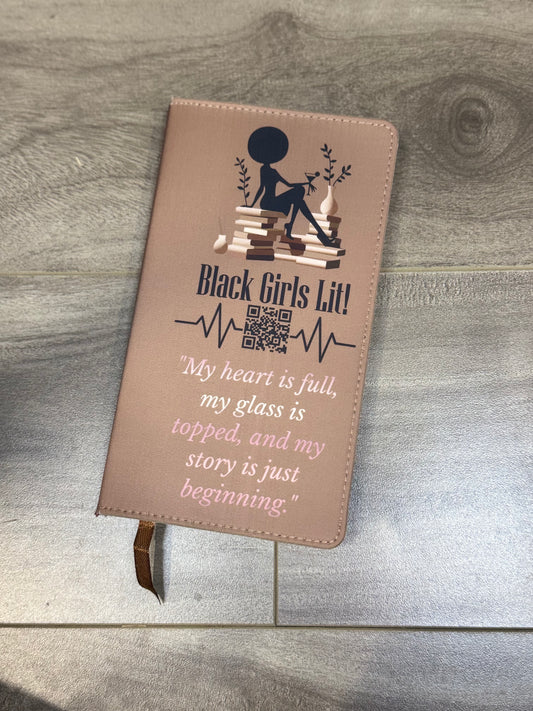 Black Girls Lit!
"My heart is full,
my glass is
topped, and my
story is just
beginning."